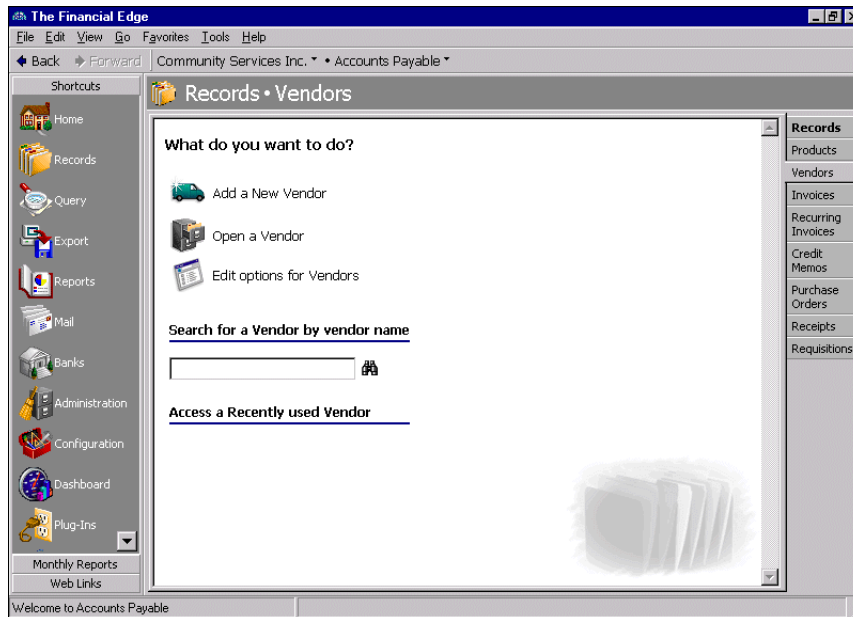 The Financial Edge
File Edit View Go Favorites Tools Help
Back Forward Community Services Inc. • Accounts Payable
Shortcuts
Home
Records
Query
Export
Reports
Mail
Banks
Administration
Configuration
Dashboard
Plug-Ins
Monthly Reports
Web Links
Records • Vendors
What do you want to do?
Add a New Vendor
Open a Vendor
Edit options for Vendors
Search for a Vendor by vendor name
Access a Recently used Vendor
Records
Products
Vendors
Invoices
Recurring
Invoices
Credit
Memos
Purchase
Orders
Receipts
Requisitions
Welcome to Accounts Payable